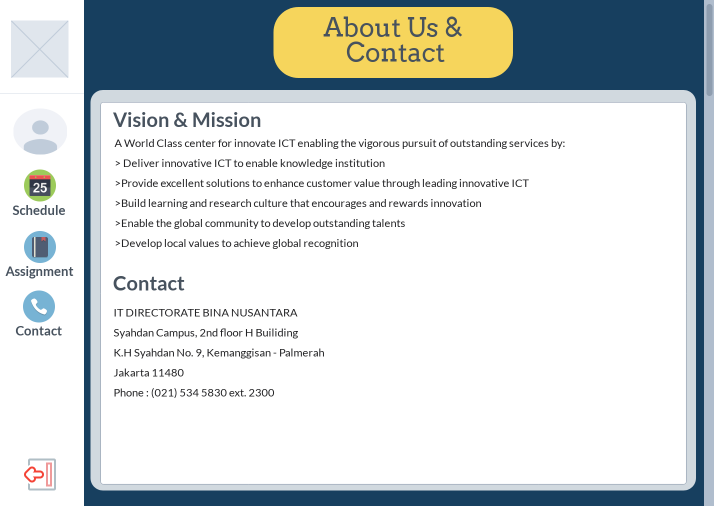 About Us &
Contact
25
Schedule
Assignment
Contact
Vision & Mission
A World Class center for innovate ICT enabling the vigorous pursuit of outstanding services by:
> Deliver innovative ICT to enable knowledge institution
>Provide excellent solutions to enhance customer value through leading innovative ICT
>Build learning and research culture that encourages and rewards innovation
>Enable the global community to develop outstanding talents
>Develop local values to achieve global recognition
Contact
IT DIRECTORATE BINA NUSANTARA
Syahdan Campus, 2nd floor H Builiding
K.H Syahdan No. 9, Kemanggisan - Palmerah
Jakarta 11480
Phone : (021) 534 5830 ext. 2300